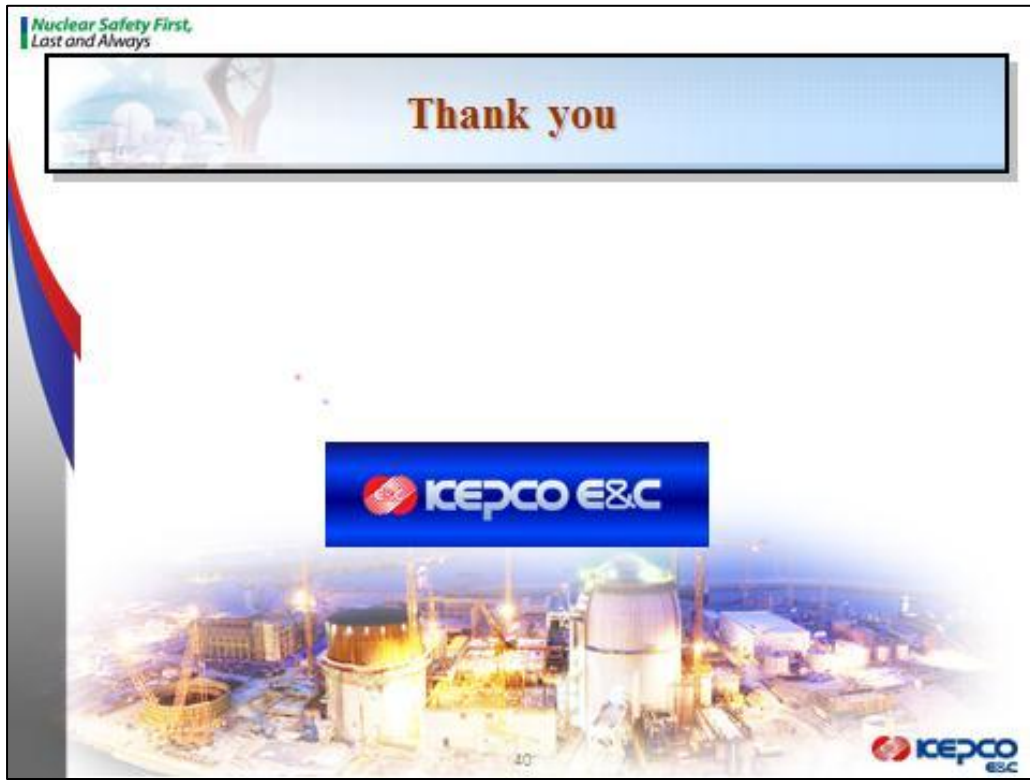 Nuclear Safety First,
Last and Always
Thank you
KEPCO E&C
40
KEPCO
E&C